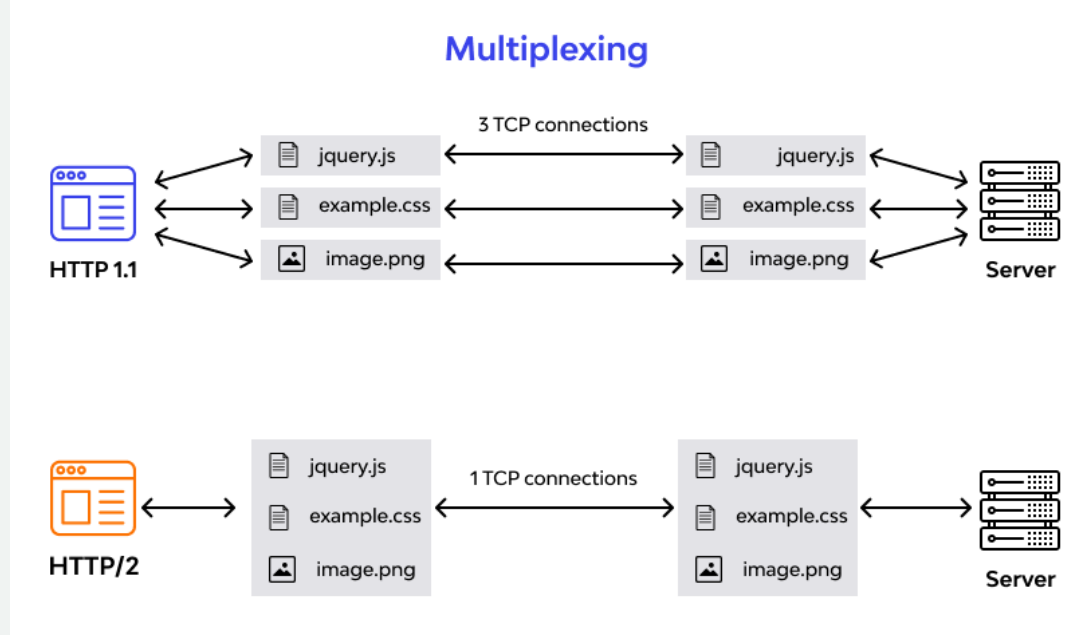 Multiplexing
3 TCP connections
jquery.js
jquery.js
example.css
example.css
image.png
image.png
HTTP 1.1
Server
jquery.js
1 TCP connections
jquery.js
example.css
example.css
image.png
image.png
HTTP/2
Server